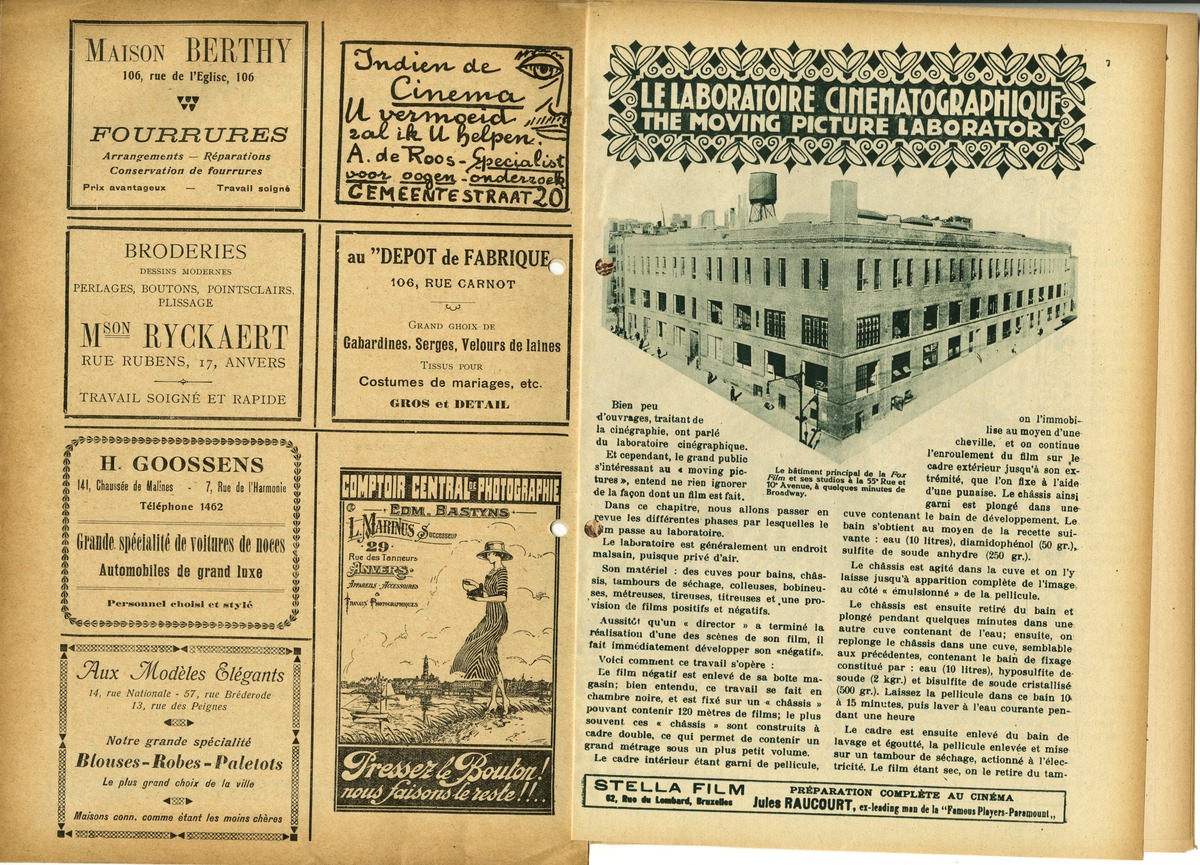 MAISON BERTHY
106, rue de l'Eglise, 106
FOURRURES
Arrangements — Réparations
Conservation de fourrures
Prix avantageux — Travail soigné
BRODERIES
DESSINS MODERNES
PERLAGES, BOUTONS, POINTSCLAIRS.
PLISSAGE
MSON RYCKAERT
RUE RUBENS, 17, ANVERS
TRAVAIL SOIGNÉ ET RAPIDE
H. GOOSSENS
141, Chaussée de Malines - 7, Rue de l'Harmonie
Téléphone 1462
Grande spécialité de voitures de noces
Automobiles de grand luxe
Personnel choisi et stylé
Aux Modèles Elégants
14, rue Nationale - 57, rue Bréderode
13, rue des Peignes
Notre grande spécialité
Blouses-Robes-Paletots
Le plus grand choix de la ville
Maisons conn. comme étant les moins chères
Indien de
Cinema
U vermoeid
zal ik U helpen.
A. de Roos - Specialist
voor oogen-onderzoek
GEMEENTESTRAAT 20
au "DEPOT de FABRIQUE
106, RUE CARNOT
GRAND GHOIX DE
Gabardines, Serges, Velours de laines
TISSUS POUR
Costumes de mariages, etc.
GROS et DETAIL
COMPTOIR CENTRAL DE PHOTOGRAPHIE
EDM. BASTYNS
L. MARINUS SUCCESSEUR
29
Rue des Tanneurs
ANVERS
APPAREILS - ACCESSOIRES
&
TRAVAUX PHOTOGRAPHIQUES
Pressez le Bouton!
nous faisons le reste!!..
7
LE LABORATOIRE CINEMATOGRAPHIQUE
THE MOVING PICTURE LABORATORY
Le bâtiment principal de la Fox
Film et ses studios à la 55e Rue et
10e Avenue, à quelques minutes de
Broadway.
Bien peu
d'ouvrages, traitant de
la cinégraphie, ont parlé
du laboratoire cinégraphique.
Et cependant, le grand public
s'intéressant au « moving pic-
tures », entend ne rien ignorer
de la façon dont un film est fait.
Dans ce chapitre, nous allons passer en
revue les différentes phases par lesquelles le
film passe au laboratoire.
Le laboratoire est généralement un endroit
malsain, puisque privé d'air.
Son matériel : des cuves pour bains, châs-
sis, tambours de séchage, colleuses, bobineu-
ses, métreuses, tireuses, titreuses et une pro-
vision de films positifs et négatifs.
Aussitôt qu'un « director » a terminé la
réalisation d'une des scènes de son film, il
fait immédiatement développer son «négatif».
Voici comment ce travail s'opère :
Le film négatif est enlevé de sa boîte ma-
gasin; bien entendu, ce travail se fait en
chambre noire, et est fixé sur un « châssis »
pouvant contenir 120 mètres de films; le plus
souvent ces « châssis » sont construits à
cadre double, ce qui permet de contenir un
grand métrage sous un plus petit volume.
Le cadre intérieur étant garni de pellicule,
on l'immobi-
lise au moyen d'une
cheville, et on continue
l'enroulement du film sur le
cadre extérieur jusqu'à son ex-
trémité, que l'on fixe à l'aide
d'une punaise. Le châssis ainsi
garni est plongé dans une
cuve contenant le bain de développement. Le
bain s'obtient au moyen de la recette sui-
vante : eau (10 litres), diamidophénol (50 gr.),
sulfite de soude anhydre (250 gr.).
Le châssis est agité dans la cuve et on l'y
laisse jusqu'à apparition complète de l'image,
au côté « émulsionné » de la pellicule.
Le châssis est ensuite retiré du bain et
plongé pendant quelques minutes dans une
autre cuve contenant de l'eau; ensuite, on
replonge le châssis dans une cuve, semblable
aux précédentes, contenant le bain de fixage
constitué par : eau (10 litres), hyposulfite de
soude (2 kgr.) et bisulfite de soude cristallisé
(500 gr.). Laissez la pellicule dans ce bain 10
à 15 minutes, puis laver à l'eau courante pen-
dant une heure
Le cadre est ensuite enlevé du bain de
lavage et égoutté, la pellicule enlevée et mise
sur un tambour de séchage, actionné à l'élec-
tricité. Le film étant sec, on le retire du tam-
STELLA FILM
62, Rue du Lombard, Bruxelles
PRÉPARATION COMPLÈTE AU CINÉMA
Jules RAUCOURT, ex-leading man de la "Famous Players-Paramount"